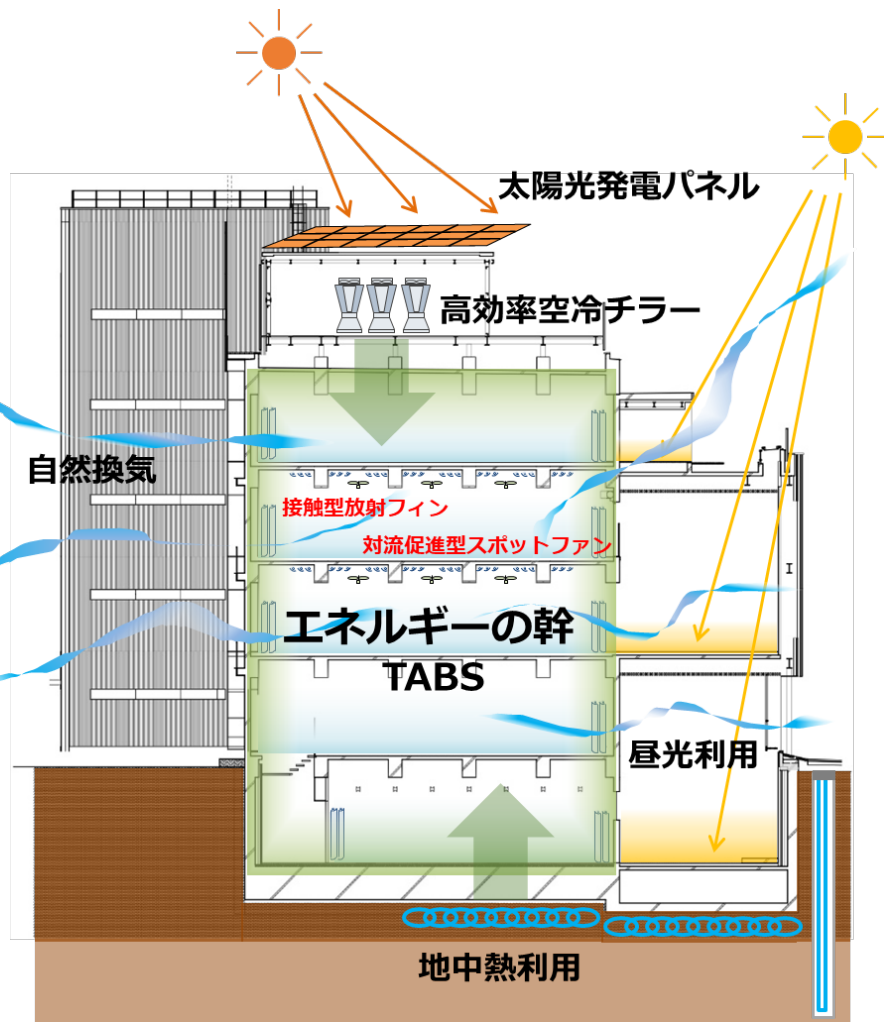 太陽光発電パネル
高効率空冷チラー
自然換気
接触型放射フィン
対流促進型スポットファン
エネルギーの幹
TABS
昼光利用
地中熱利用